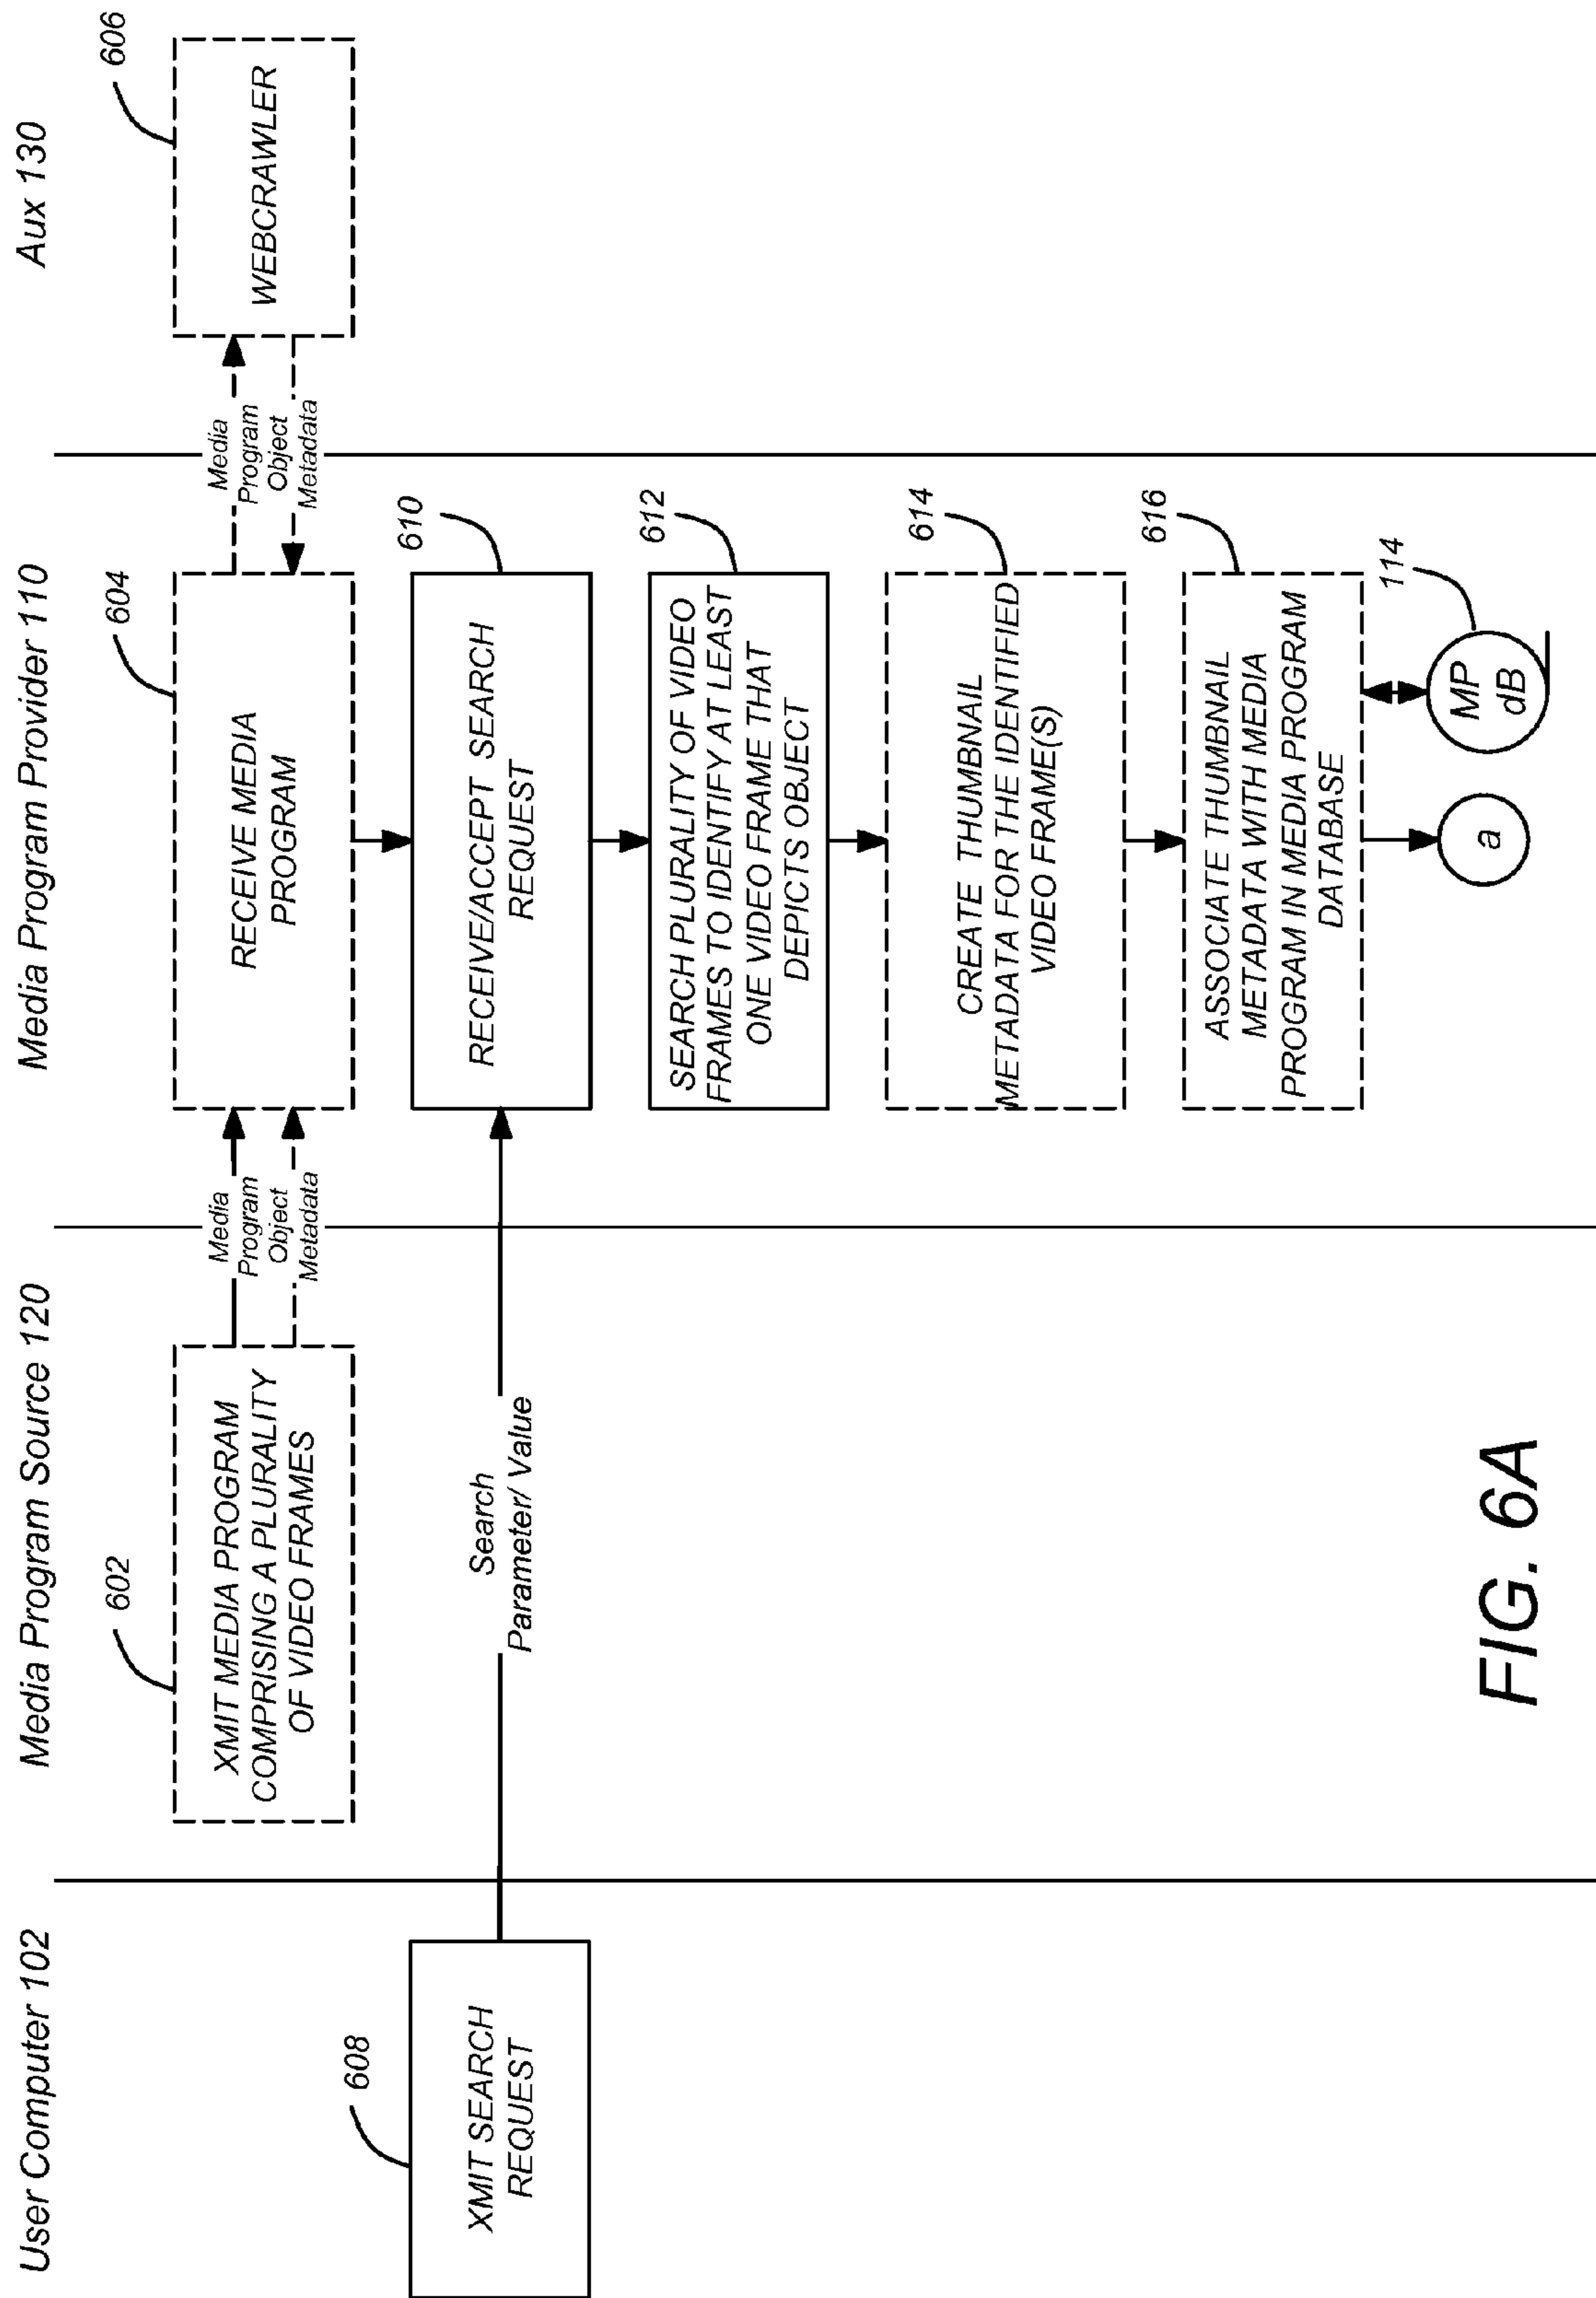 User Computer 102
Media Program Source 120
Media Program Provider 110
Aux 130
602
XMIT MEDIA PROGRAM
COMPRISING A PLURALITY
OF VIDEO FRAMES
Media
Program
Object
Metadata
604
RECEIVE MEDIA
PROGRAM
Media
Program
Object
Metadata
606
WEBCRAWLER
608
XMIT SEARCH
REQUEST
Search
Parameter/ Value
610
RECEIVE/ACCEPT SEARCH
REQUEST
612
SEARCH PLURALITY OF VIDEO
FRAMES TO IDENTIFY AT LEAST
ONE VIDEO FRAME THAT
DEPICTS OBJECT
614
CREATE THUMBNAIL
METADATA FOR THE IDENTIFIED
VIDEO FRAME(S)
616
ASSOCIATE THUMBNAIL
METADATA WITH MEDIA
PROGRAM IN MEDIA PROGRAM
DATABASE
114
MP
dB
a
FIG. 6A